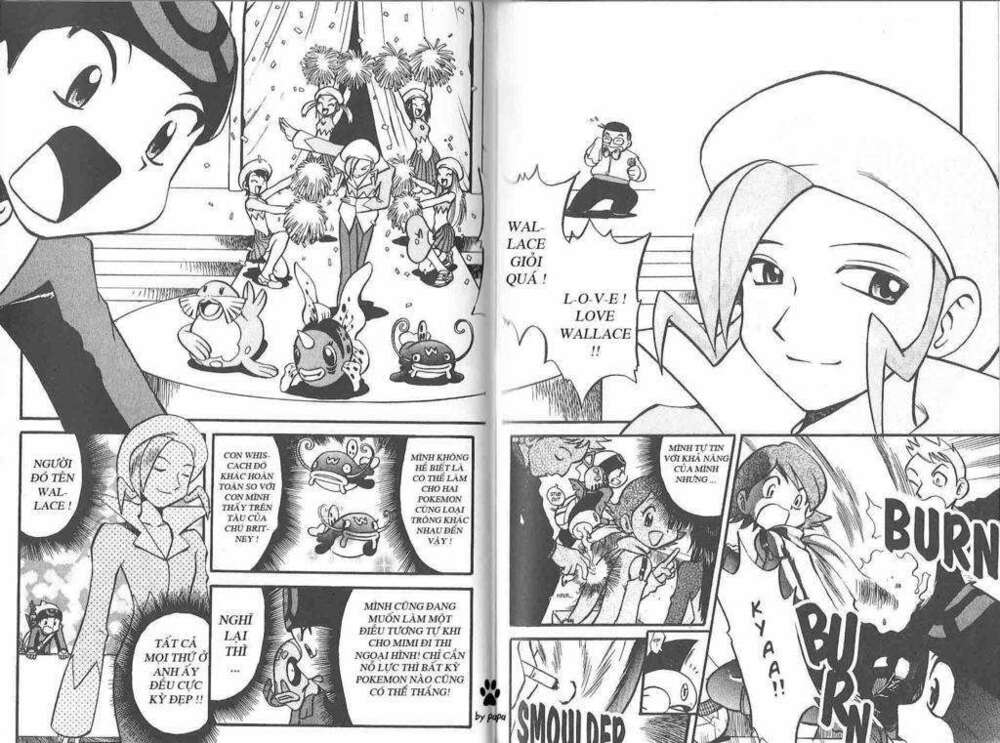 WAL-
LACE GIỎI
QUÁ !
L-O-V-E !
LOVE
WALLACE
!!
MÌNH TỰ TIN
VỚI KHẢ NĂNG
CỦA MÌNH
NHƯNG ...
BURN
BURN
KYAA!!
SMOULDER
NGƯỜI
ĐÓ TÊN
WAL-
LACE !
TẤT CẢ
MỌI THỨ Ở
ANH ẤY
ĐỀU CỰC
KỲ ĐẸP !!
MÌNH KHÔNG
HỀ BIẾT LÀ
CÓ THỂ LÀM
CHO HAI
POKEMON
CÙNG LOẠI
TRÔNG KHÁC
NHAU ĐẾN
VẬY !
CON WHIS-
CACH ĐÓ
KHÁC HOÀN
TOÀN SO VỚI
CON MÌNH
THẤY TRÊN
TÀU CỦA
CHÚ BRIT-
NEY !
MÌNH CŨNG ĐANG
MUỐN LÀM MỘT
ĐIỀU TƯƠNG TỰ KHI
CHO MIMI ĐI THI
NGOẠI HÌNH! CHỈ CẦN
NỖ LỰC THÌ BẤT KỲ
POKEMON NÀO CŨNG
CÓ THỂ THẮNG!
NGHĨ
LẠI THÌ
...
by papu